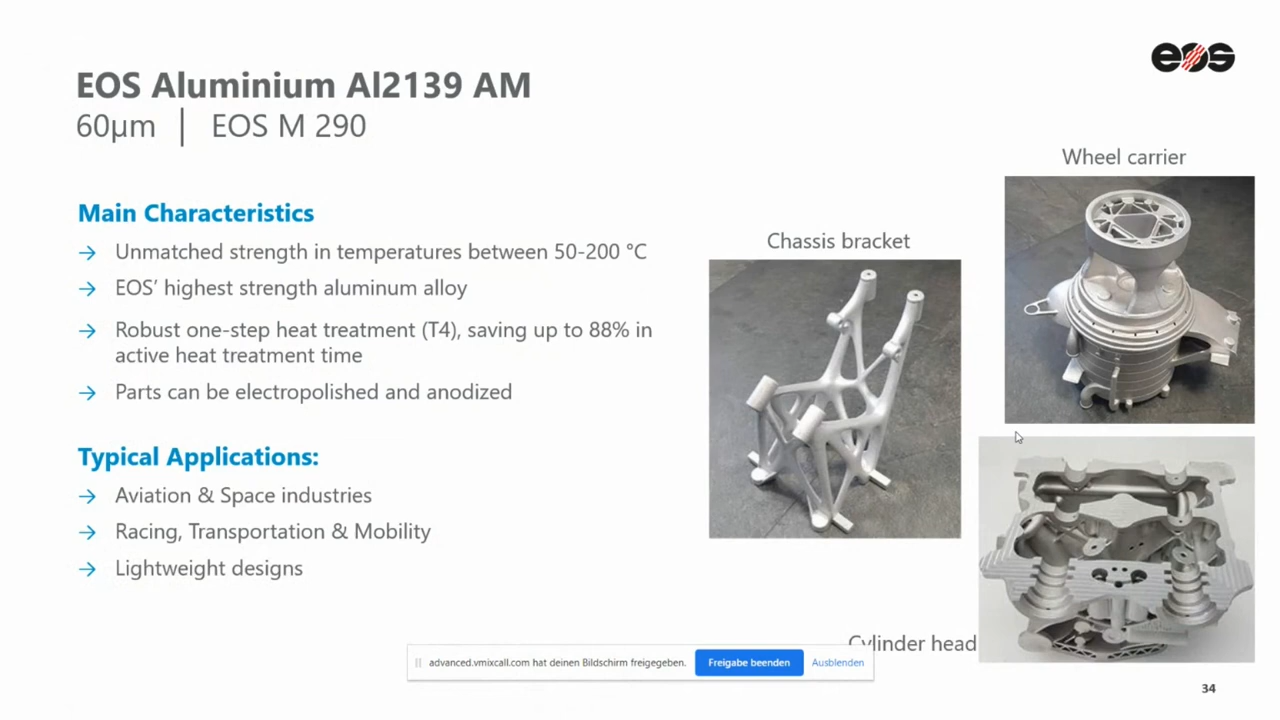 eos
EOS Aluminium Al2139 AM
60µm | EOS M 290
Main Characteristics
→ Unmatched strength in temperatures between 50-200 °C
→ EOS' highest strength aluminum alloy
→ Robust one-step heat treatment (T4), saving up to 88% in
active heat treatment time
→ Parts can be electropolished and anodized
Typical Applications:
→ Aviation & Space industries
→ Racing, Transportation & Mobility
→ Lightweight designs
Chassis bracket
Wheel carrier
Cylinder head
advanced.vmixcall.com hat deinen Bildschirm freigegeben.
Freigabe beenden
Ausblenden
34